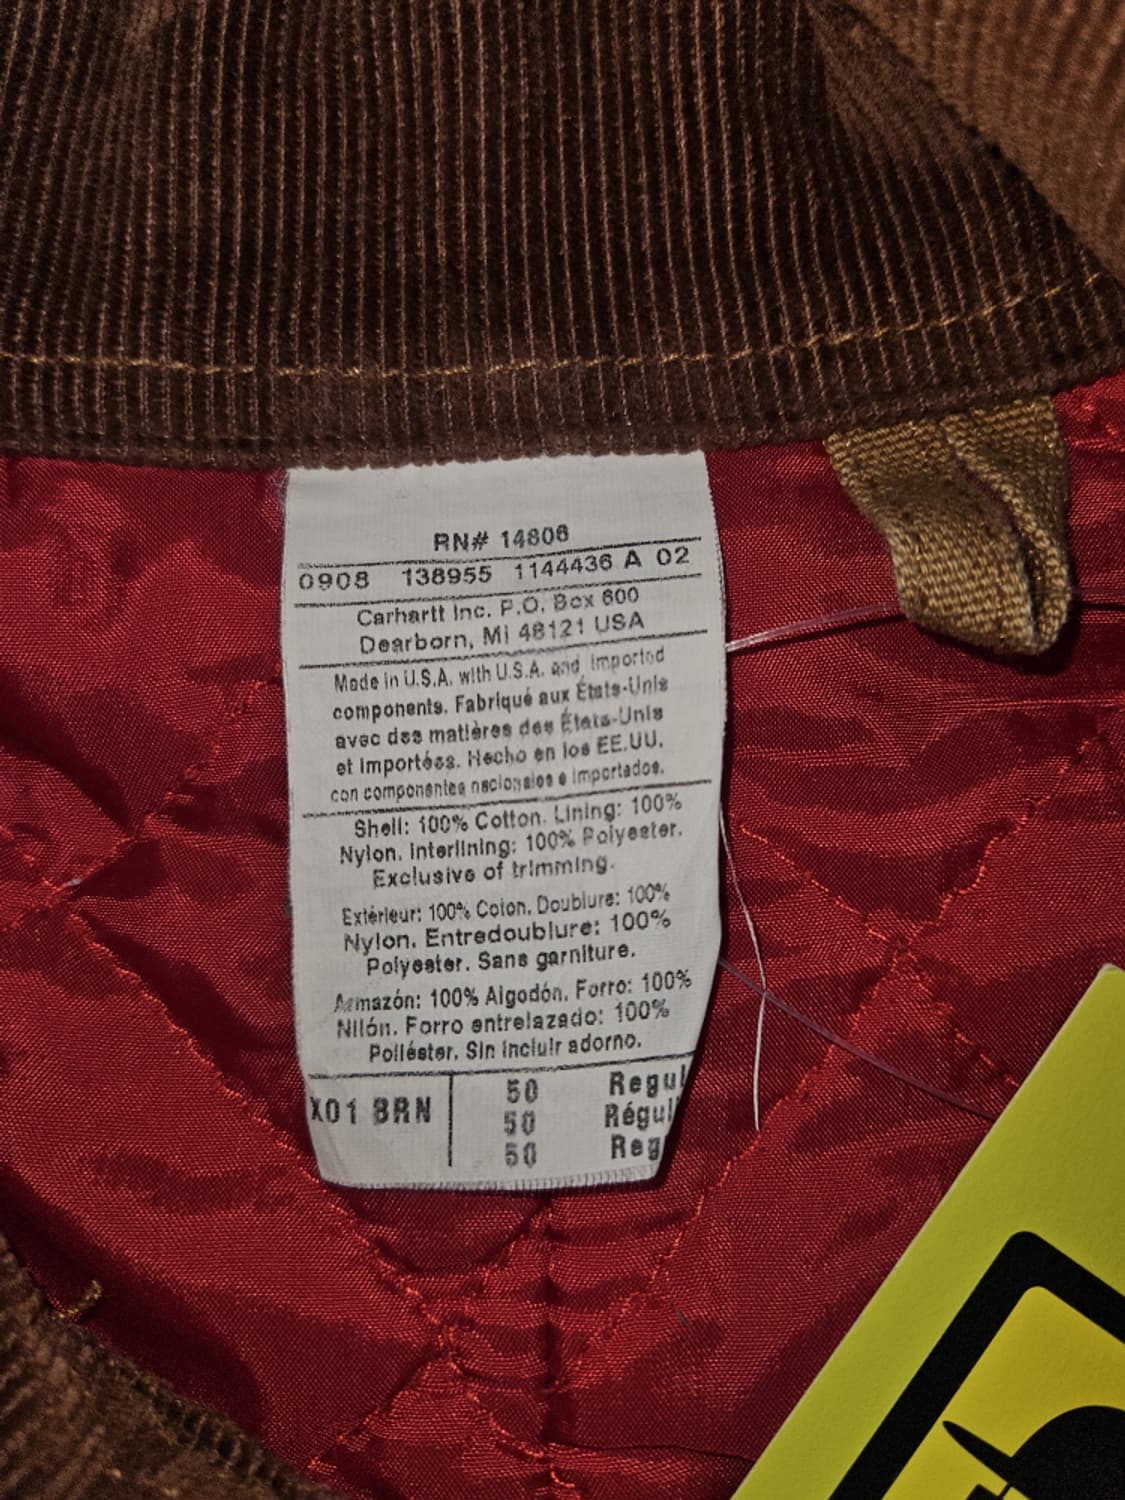 RN# 14806
0908 138955 1144436 A 02
Carhartt Inc. P.O. Box 600
Dearborn, MI 48121 USA
Made in U.S.A. with U.S.A. and Imported
components. Fabriqué aux États-Unis
avec des matières des États-Unis
et Importées. Hecho en los EE.UU.
con componentes nacionales e importados.
Shell: 100% Cotton. Lining: 100%
Nylon. Interlining: 100% Polyester.
Exclusive of trimming.
Extérieur: 100% Coton. Doublure: 100%
Nylon. Entredoublure: 100%
Polyester. Sans garniture.
Armazón: 100% Algodón. Forro: 100%
Nilón. Forro entrelazado: 100%
Poliéster. Sin incluir adorno.
X01 BRN 50 Regul
50 Régul
50 Reg